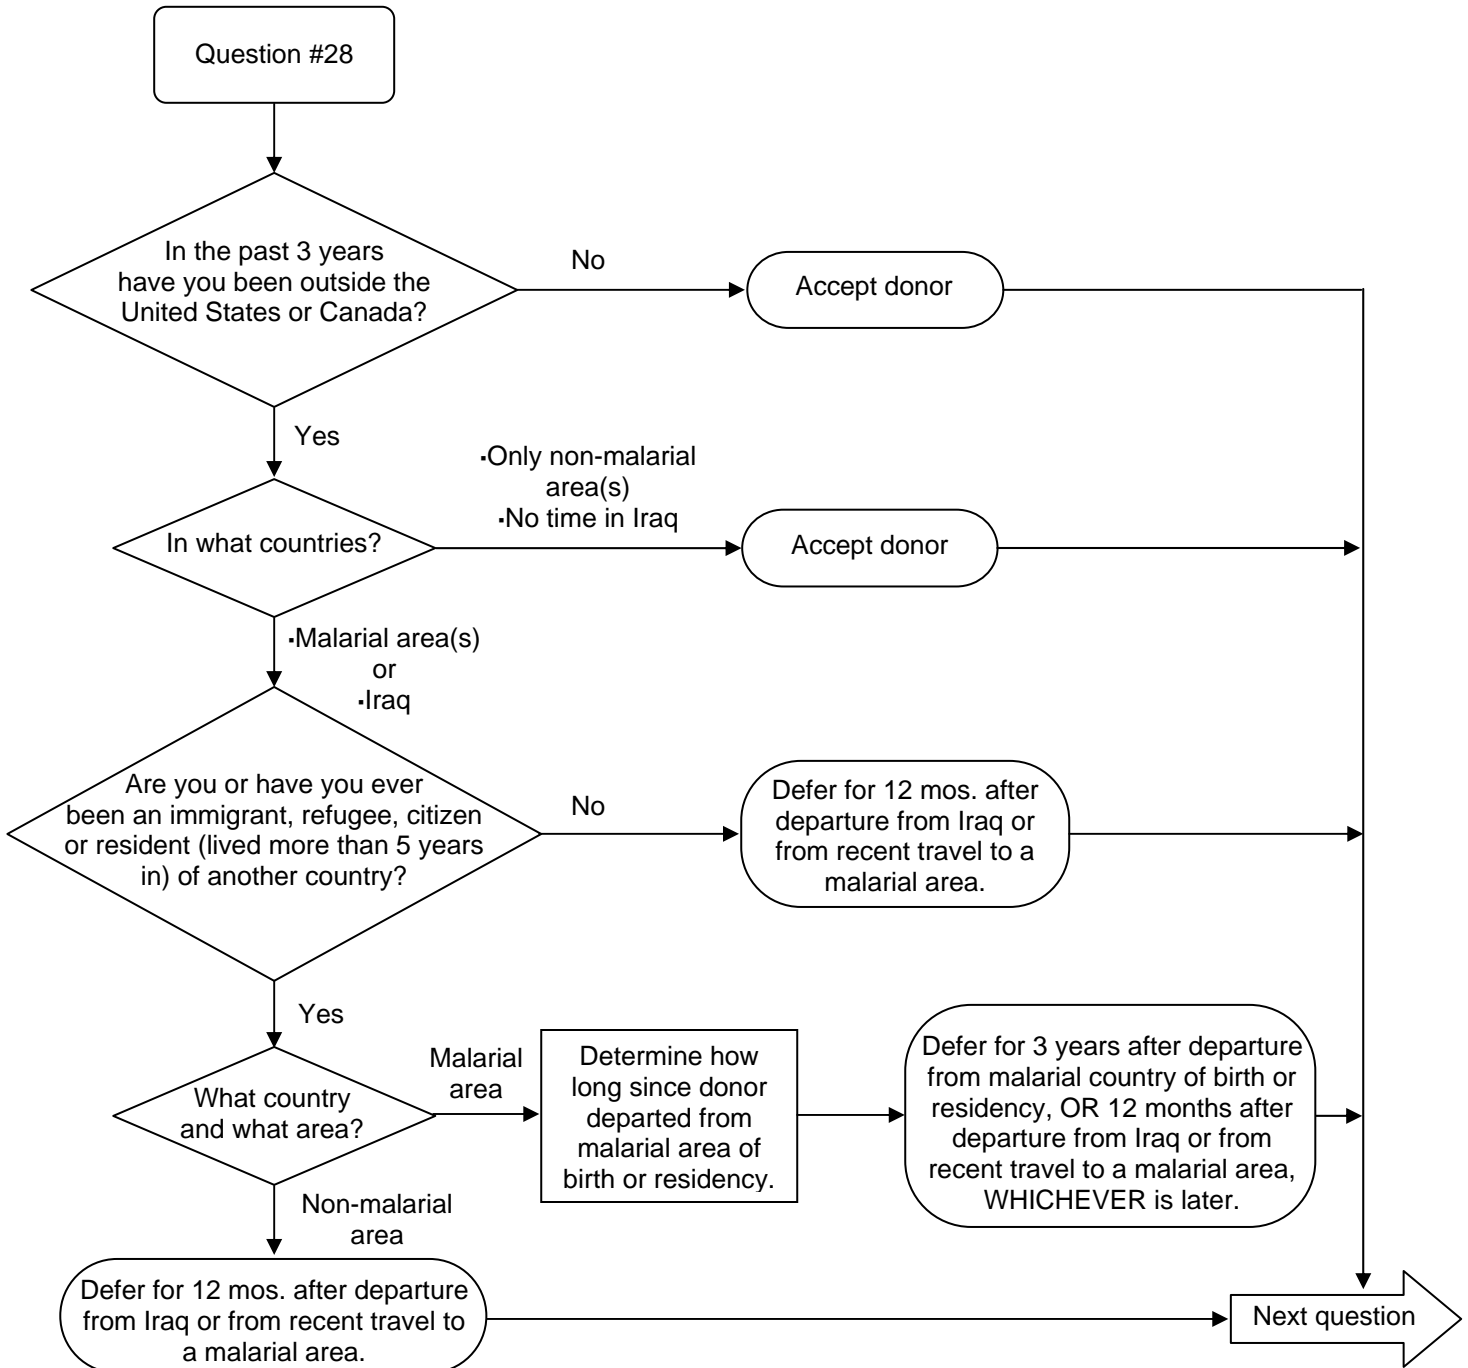 Question #28
In the past 3 years
have you been outside the
United States or Canada?
No
Accept donor
Yes
▪Only non-malarial
area(s)
▪No time in Iraq
In what countries?
Accept donor
▪Malarial area(s)
or
▪Iraq
Are you or have you ever
been an immigrant, refugee, citizen
or resident (lived more than 5 years
in) of another country?
No
Defer for 12 mos. after
departure from Iraq or
from recent travel to a
malarial area.
Yes
What country
and what area?
Malarial
area
Determine how
long since donor
departed from
malarial area of
birth or residency.
Defer for 3 years after departure
from malarial country of birth or
residency, OR 12 months after
departure from Iraq or from
recent travel to a malarial area,
WHICHEVER is later.
Non-malarial
area
Defer for 12 mos. after departure
from Iraq or from recent travel to
a malarial area.
Next question